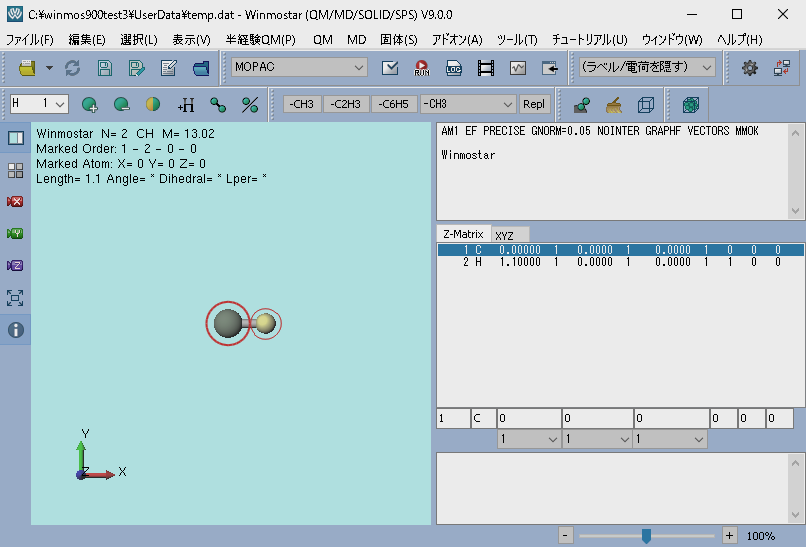 C:¥winmos900test3¥UserData¥temp.dat - Winmostar (QM/MD/SOLID/SPS) V9.0.0
ファイル(F) 編集(E) 選択(L) 表示(V) 半経験QM(P) QM MD 固体(S) アドオン(A) ツール(T) チュートリアル(U) ウィンドウ(W) ヘルプ(H)
MOPAC RUN LOG (ラベル/電荷を隠す)
H 1 +H -CH3 -C2H3 -C6H5 -CH3 Repl
Winmostar N= 2 CH M= 13.02
Marked Order: 1 - 2 - 0 - 0
Marked Atom: X= 0 Y= 0 Z= 0
Length= 1.1 Angle= * Dihedral= * Lper= *
X
Y
Z
Y
Z X
AM1 EF PRECISE GNORM=0.05 NOINTER GRAPHF VECTORS MMOK
Winmostar
Z-Matrix XYZ
1 C 0.00000 1 0.0000 1 0.0000 1 0 0 0
2 H 1.10000 1 0.0000 1 0.0000 1 1 0 0
1 C 0 0 0 0 0 0
1 1 1
- + 100%